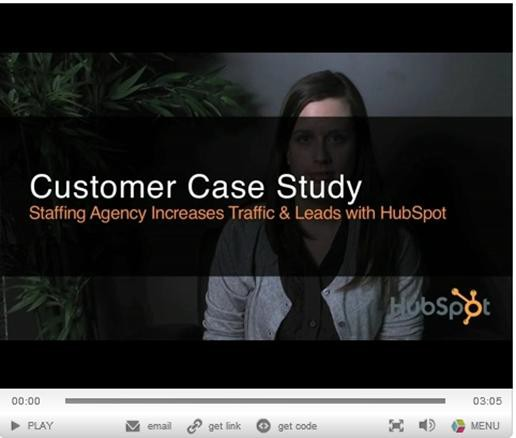 Customer Case Study
Staffing Agency Increases Traffic & Leads with HubSpot
HubSpot
00:00 03:05
PLAY email get link get code MENU